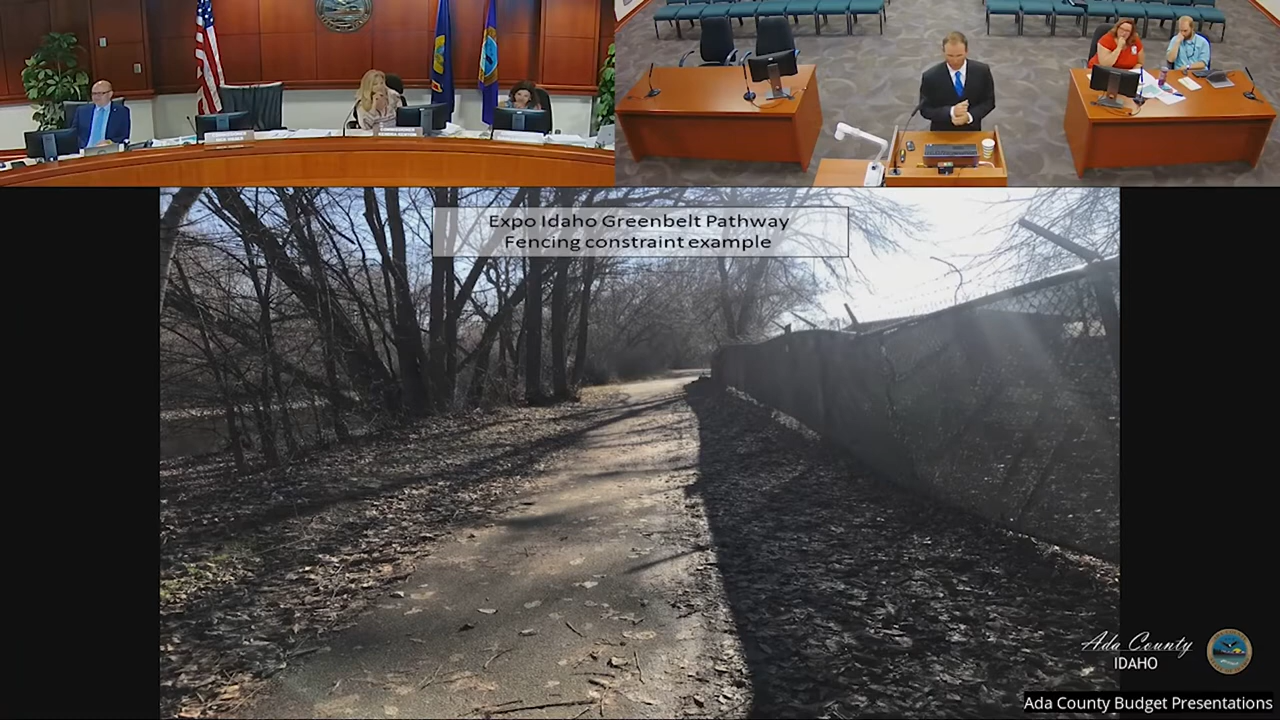 Expo Idaho Greenbelt Pathway
Fencing constraint example
Ada County
IDAHO
Ada County Budget Presentations